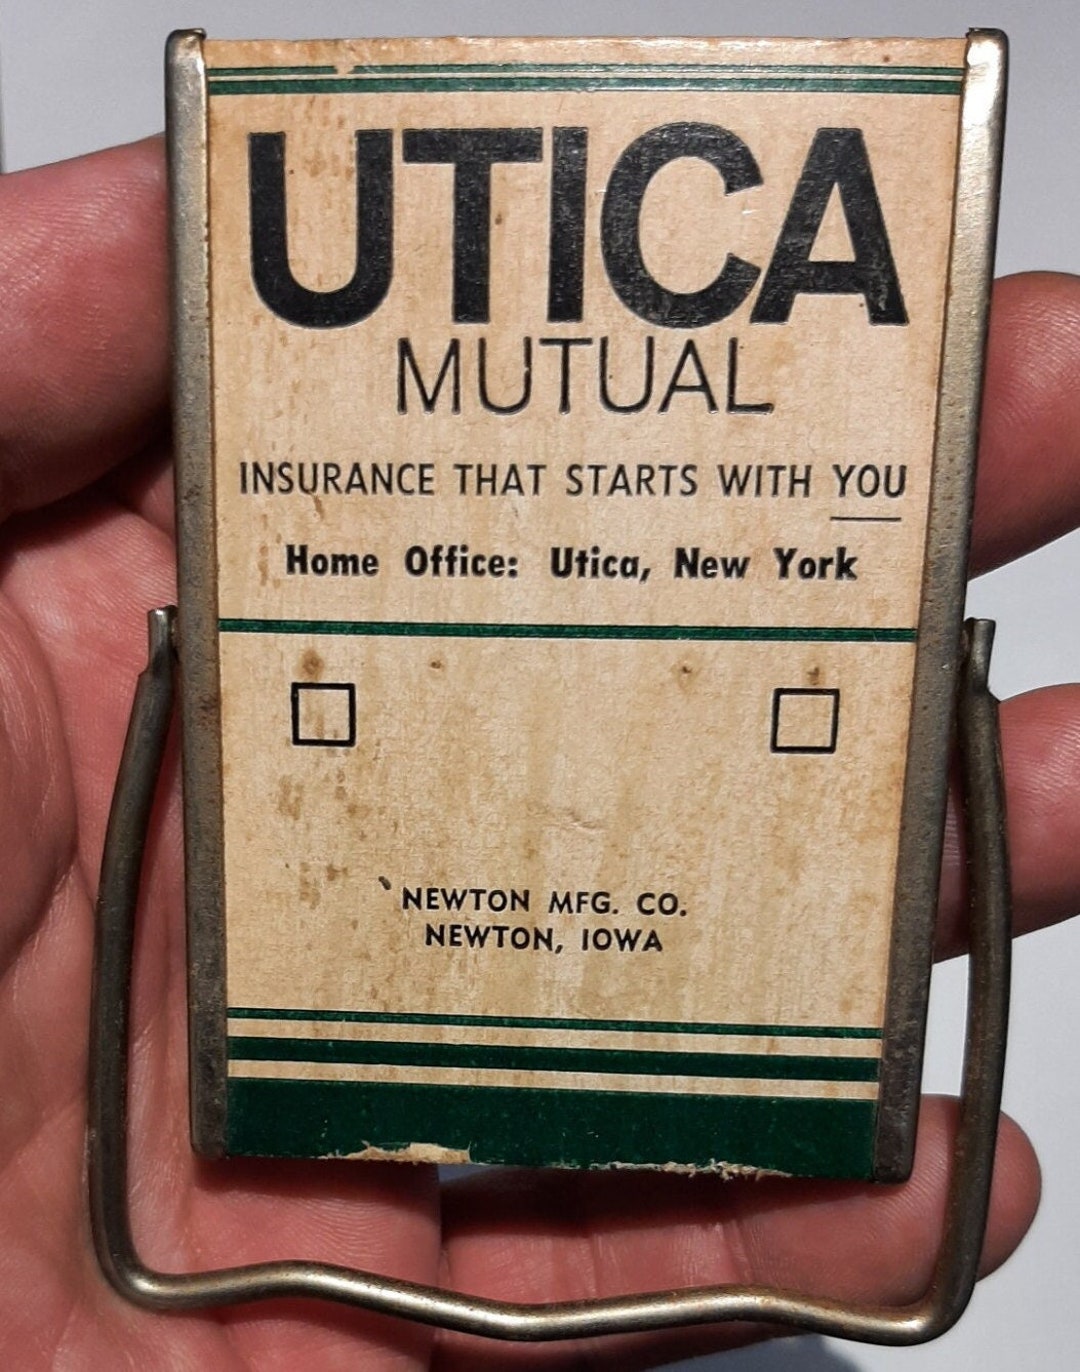 UTICA
MUTUAL
INSURANCE THAT STARTS WITH YOU
Home Office: Utica, New York
NEWTON MFG. CO.
NEWTON, IOWA